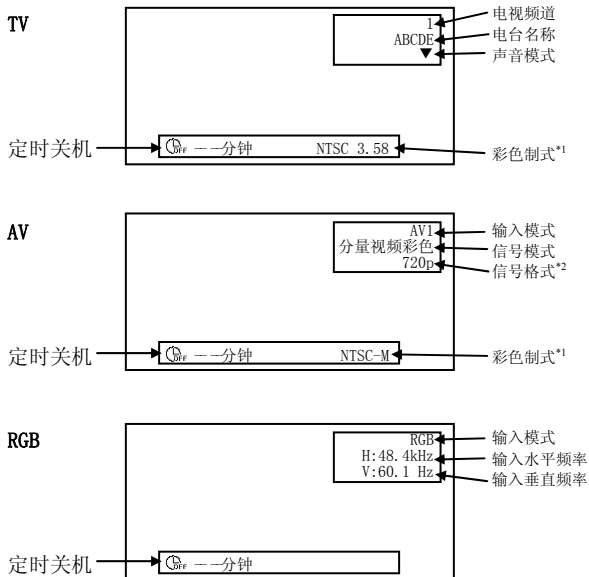 TV
1
电视频道
ABCDE
电台名称
▼
声音模式
定时关机
OFF — —分钟
NTSC 3.58
彩色制式*1
AV
AV1
输入模式
分量视频彩色
信号模式
720p
信号格式*2
定时关机
OFF — —分钟
NTSC-M
彩色制式*1
RGB
RGB
输入模式
H:48.4kHz
输入水平频率
V:60.1 Hz
输入垂直频率
定时关机
OFF — —分钟